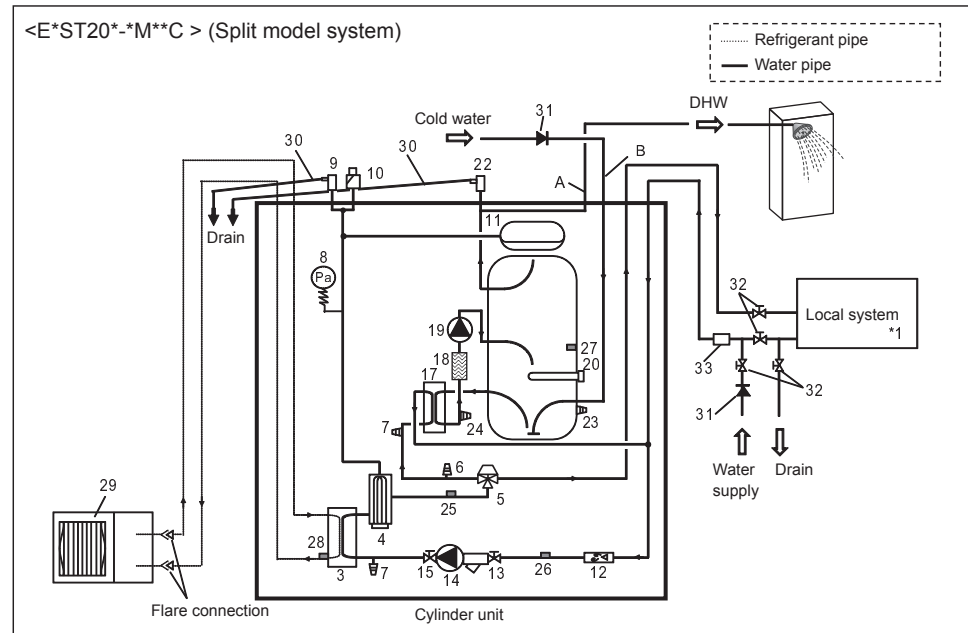 <E*ST20*-*M**C > (Split model system)
Refrigerant pipe
Water pipe
DHW
31
Cold water
30
9
10
30
22
A
B
Drain
11
8
Pa
32
Local system
*1
19
27
18
20
33
32
17
31
7
24
23
6
5
Water
supply
Drain
29
25
4
28
3
7
15
14
13
26
12
Flare connection
Cylinder unit